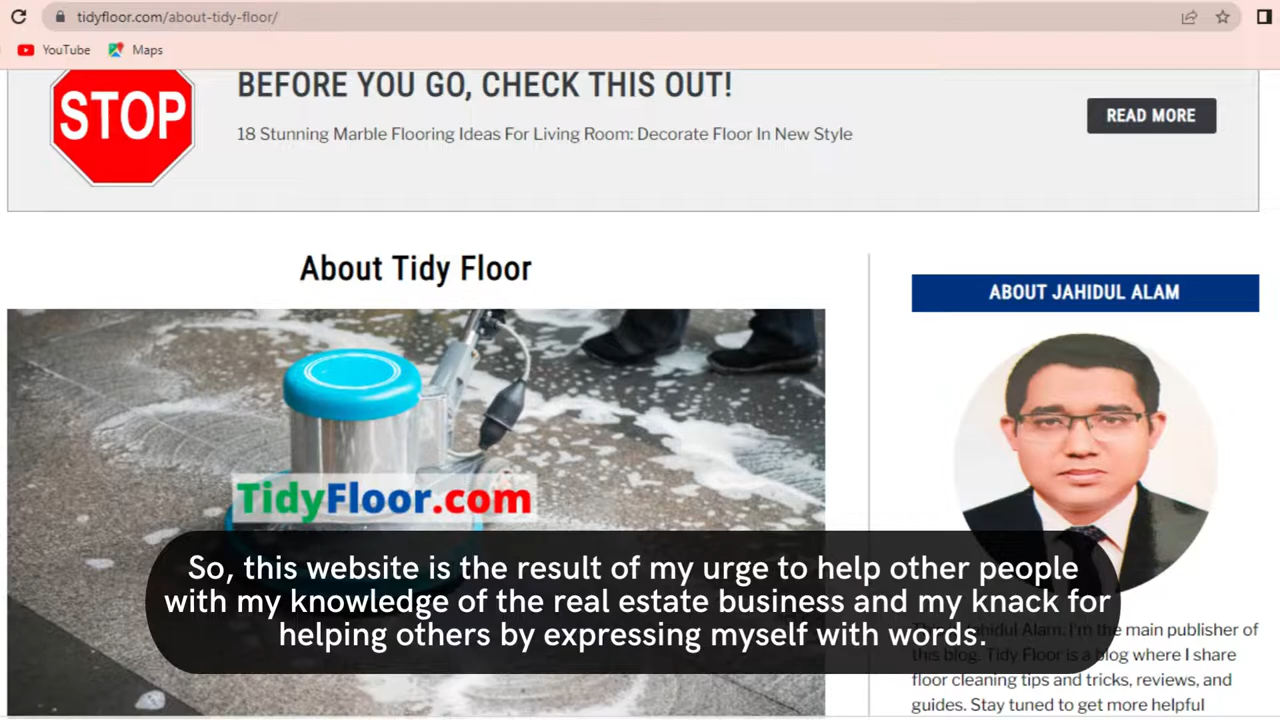 tidyfloor.com/about-tidy-floor/
YouTube Maps
STOP
BEFORE YOU GO, CHECK THIS OUT!
18 Stunning Marble Flooring Ideas For Living Room: Decorate Floor In New Style
READ MORE
About Tidy Floor
TidyFloor.com
So, this website is the result of my urge to help other people
with my knowledge of the real estate business and my knack for
helping others by expressing myself with words.
ABOUT JAHIDUL ALAM
Jahidul Alam. I'm the main publisher of
this blog. Tidy Floor is a blog where I share
floor cleaning tips and tricks, reviews, and
guides. Stay tuned to get more helpful